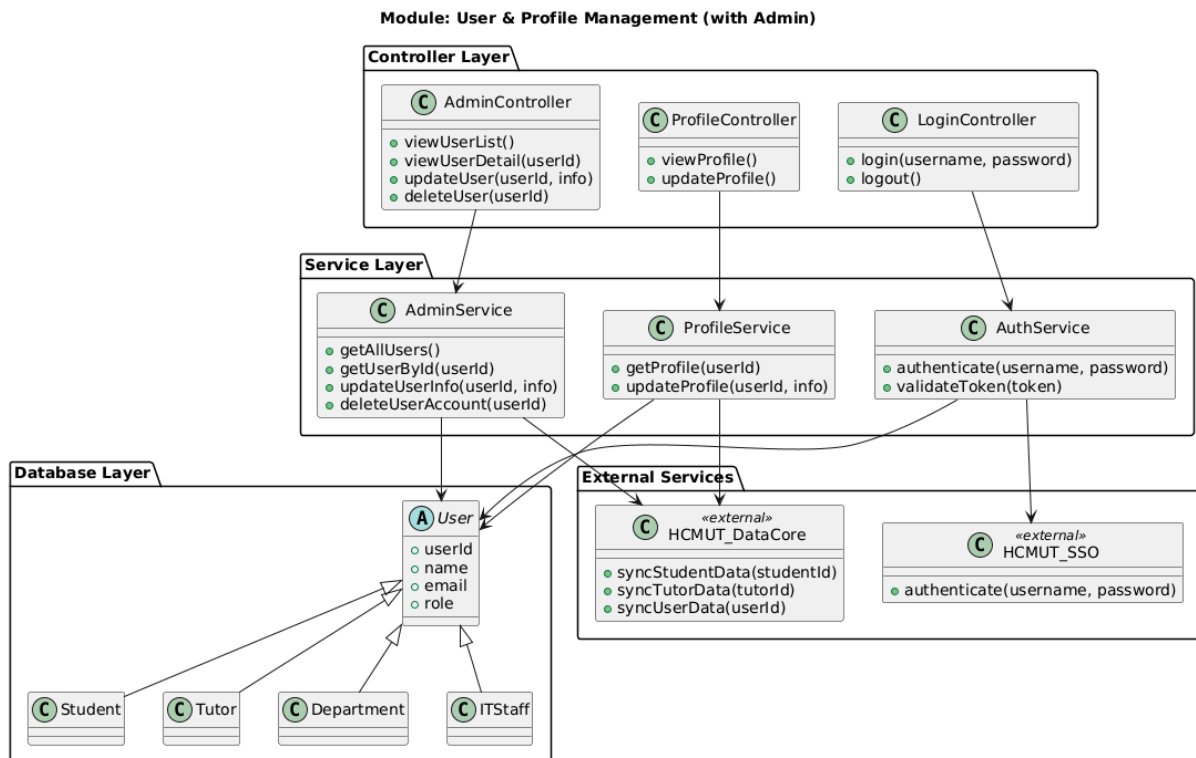 Module: User & Profile Management (with Admin)
Controller Layer
C AdminController
+viewUserList()
+viewUserDetail(userId)
+updateUser(userId, info)
+deleteUser(userId)
C ProfileController
+viewProfile()
+updateProfile()
C LoginController
+login(username, password)
+logout()
Service Layer
C AdminService
getAllUsers()
getUserById(userId)
updateUserInfo(userId, info)
deleteUserAccount(userId)
C ProfileService
getProfile(userId)
updateProfile(userId, info)
C AuthService
authenticate(username, password)
validateToken(token)
Database Layer
A User
userId
name
email
role
C Student
C Tutor
C Department
C ITStaff
External Services
«external»
C HCMUT_DataCore
syncStudentData(studentId)
syncTutorData(tutorId)
syncUserData(userId)
«external»
C HCMUT_SSO
authenticate(username, password)